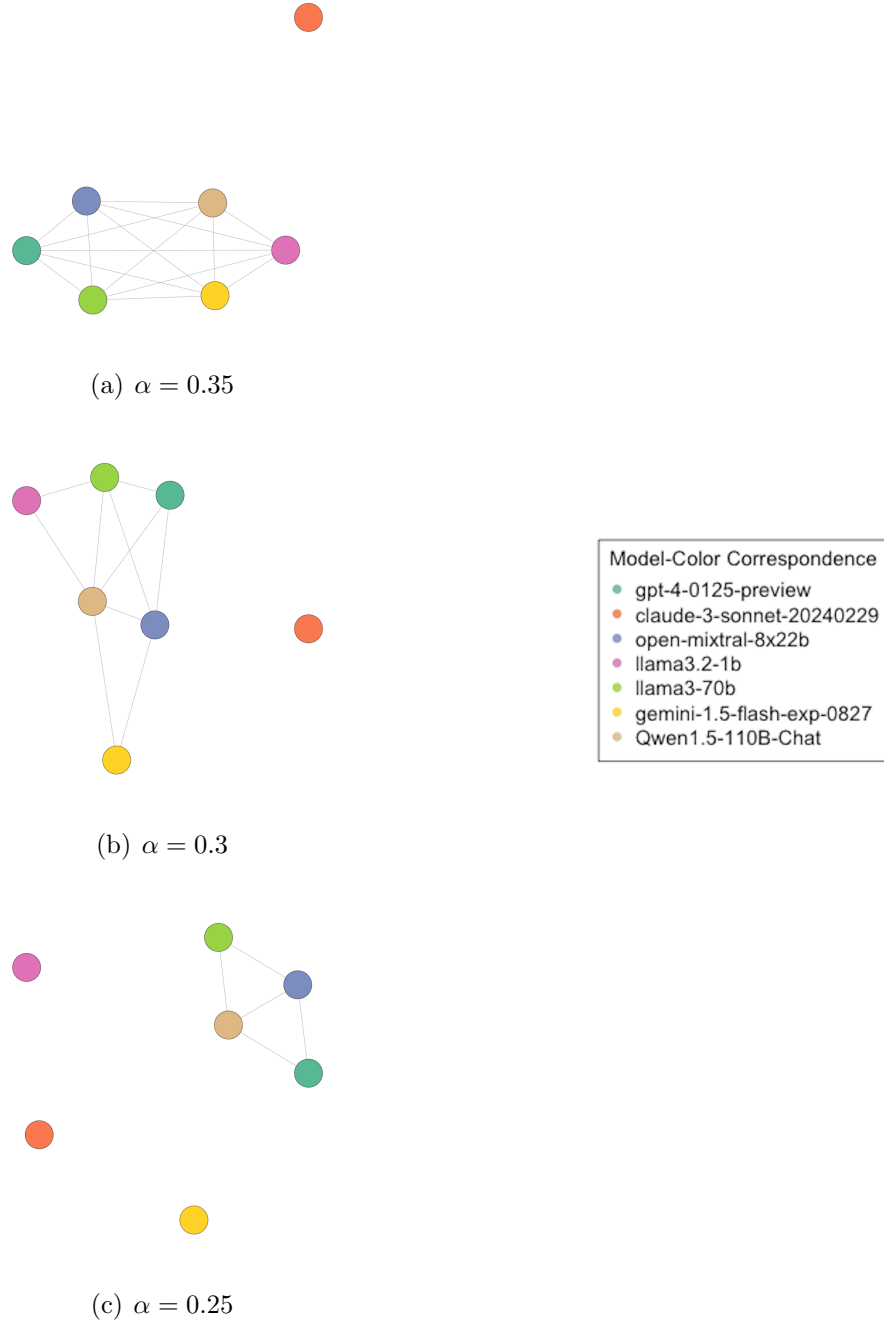 (a) α = 0.35
(b) α = 0.3
Model-Color Correspondence
gpt-4-0125-preview
claude-3-sonnet-20240229
open-mixtral-8x22b
llama3.2-1b
llama3-70b
gemini-1.5-flash-exp-0827
Qwen1.5-110B-Chat
(c) α = 0.25